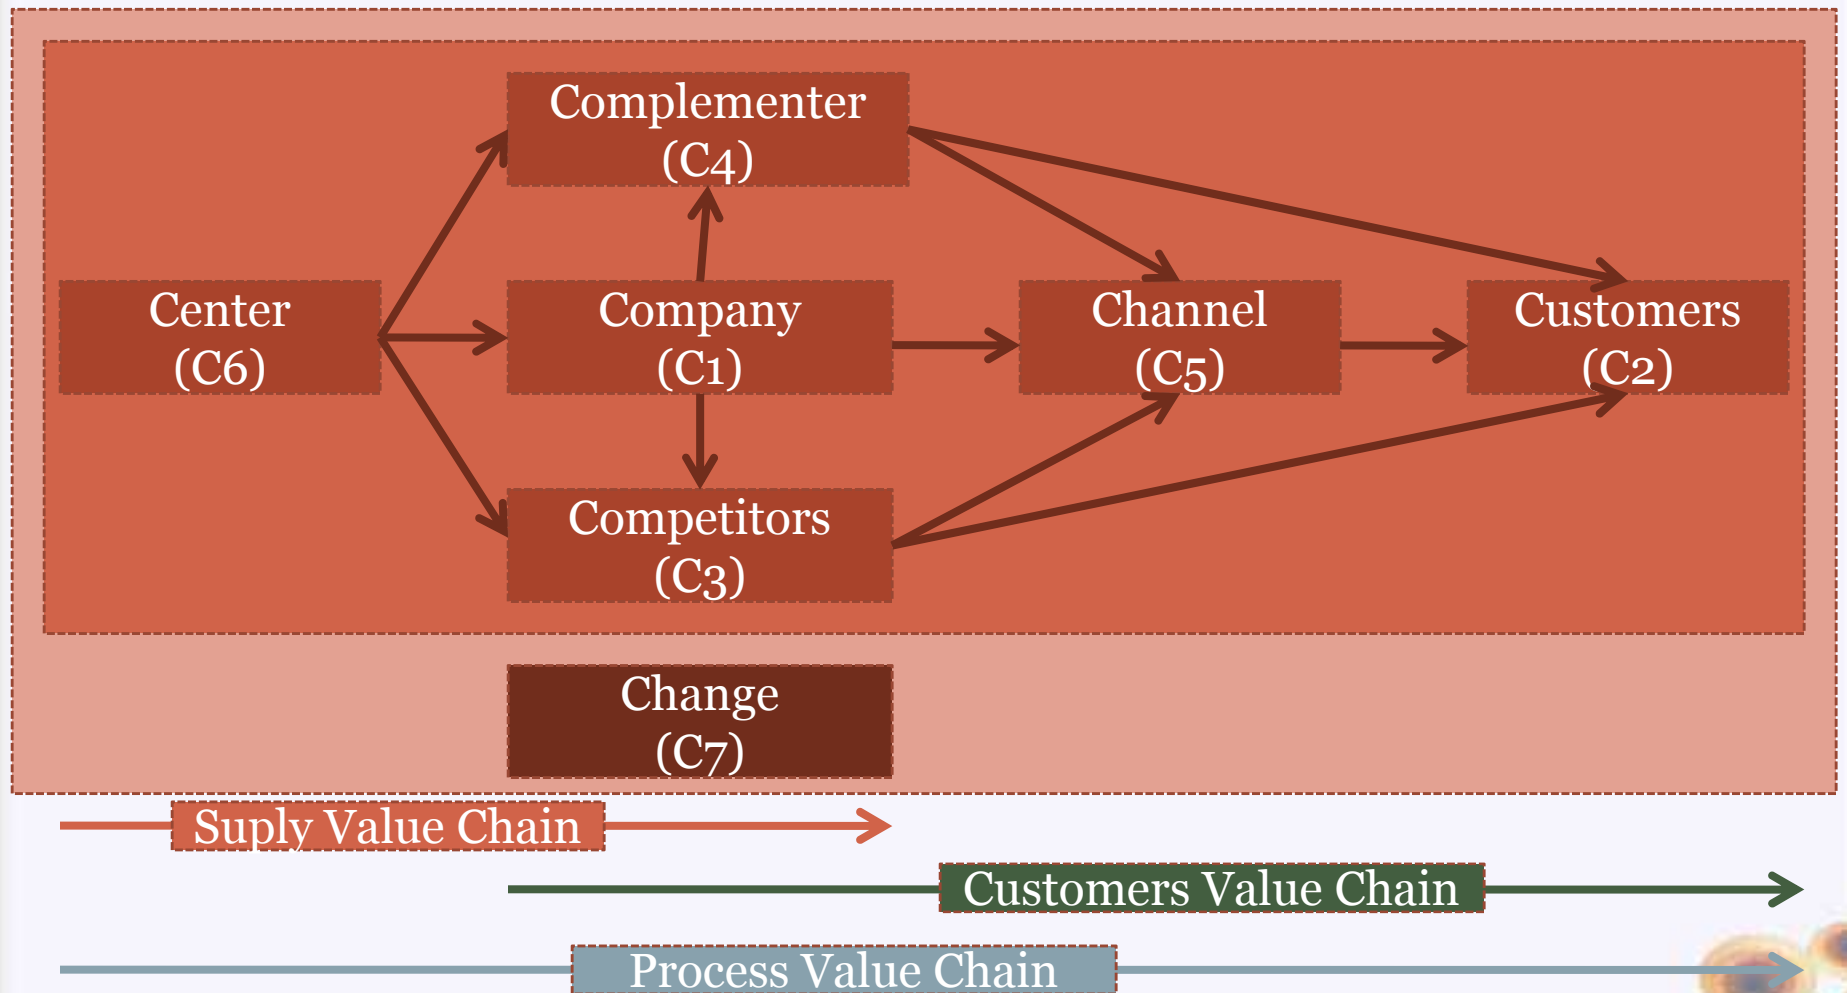 Complementer
(C4)
Center
(C6)
Company
(C1)
Channel
(C5)
Customers
(C2)
Competitors
(C3)
Change
(C7)
Suply Value Chain
Customers Value Chain
Process Value Chain